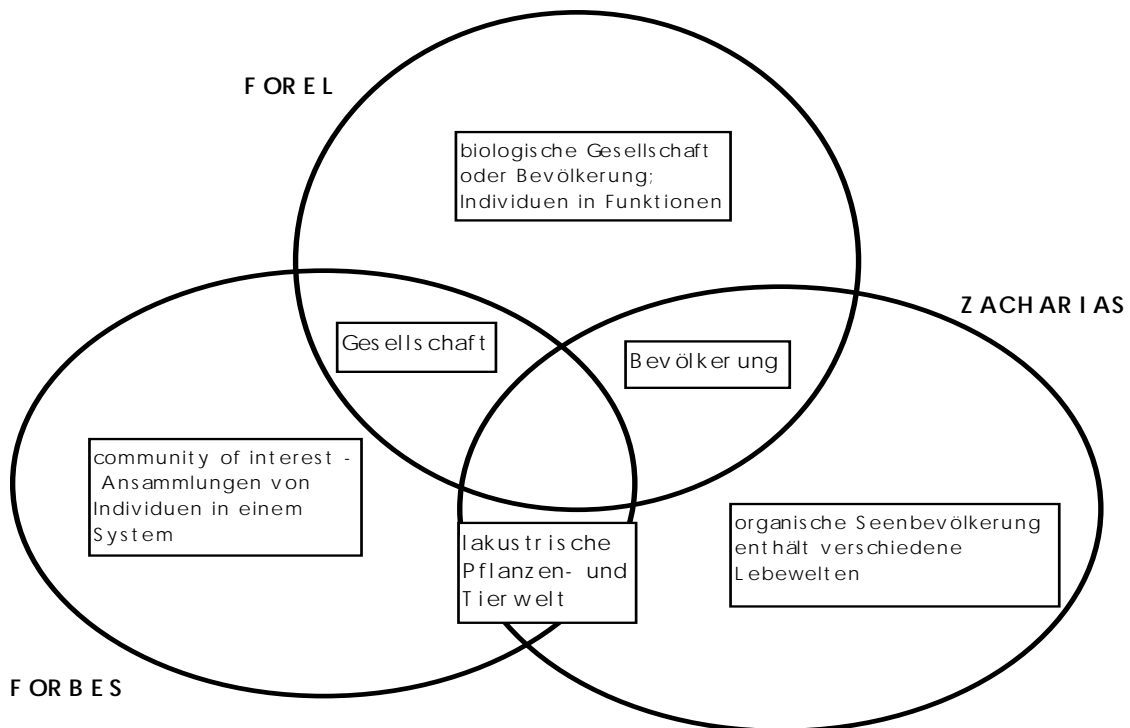 FOREL
biologische Gesellschaft
oder Bevölkerung;
Individuen in Funktionen
ZACHARIAS
Gesellschaft
Bevölkerung
community of interest -
Ansammlungen von
Individuen in einem
System
organische Seenbevölkerung
enthält verschiedene
Lebewelten
lakustrische
Pflanzen- und
Tierwelt
FORBES